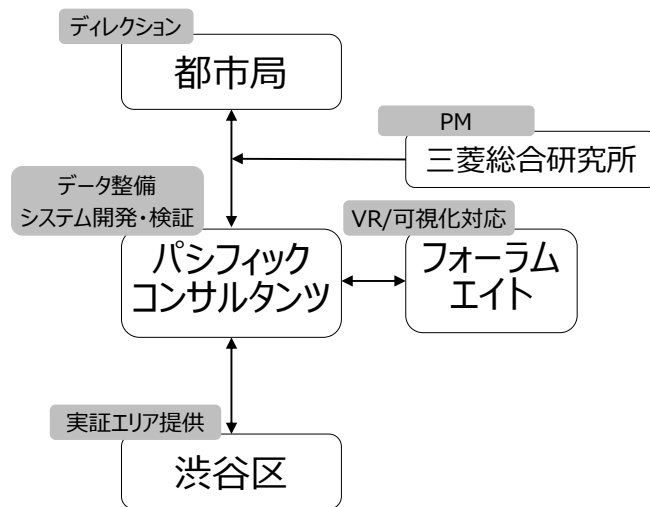 ディレクション
都市局
PM
三菱総合研究所
データ整備
システム開発・検証
パシフィック
コンサルタンツ
VR/可視化対応
フォーラム
エイト
実証エリア提供
渋谷区